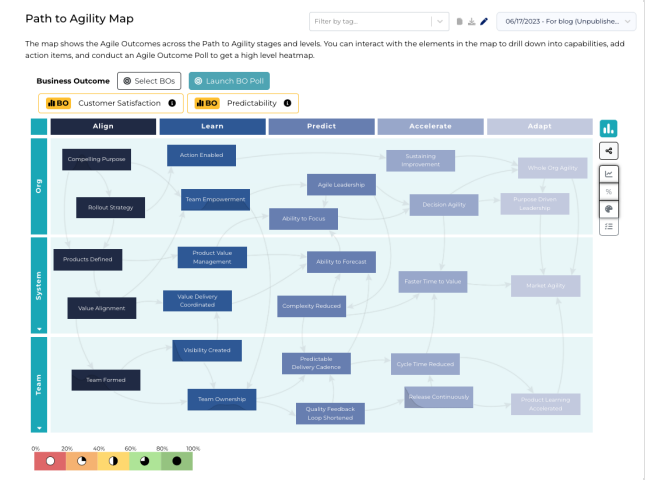 Path to Agility Map
Filter by tag...
06/17/2023 - For blog (Unpublishe...
The map shows the Agile Outcomes across the Path to Agility stages and levels. You can interact with the elements in the map to drill down into capabilities, add
action items, and conduct an Agile Outcome Poll to get a high level heatmap.
Business Outcome
Select BOs
Launch BO Poll
BO Customer Satisfaction
BO Predictability
Align
Learn
Predict
Accelerate
Adapt
Org
Compelling Purpose
Action Enabled
Sustaining
Improvement
Whole Org Agility
Agile Leadership
Rollout Strategy
Team Empowerment
Decision Agility
Purpose Driven
Leadership
Ability to Focus
System
Products Defined
Product Value
Management
Ability to Forecast
Faster Time to Value
Market Agility
Value Alignment
Value Delivery
Coordinated
Complexity Reduced
Team
Visibility Created
Predictable
Delivery Cadence
Cycle Time Reduced
Team Formed
Team Ownership
Release Continuously
Product Learning
Accelerated
Quality Feedback
Loop Shortened
%
0% 20% 40% 60% 80% 100%